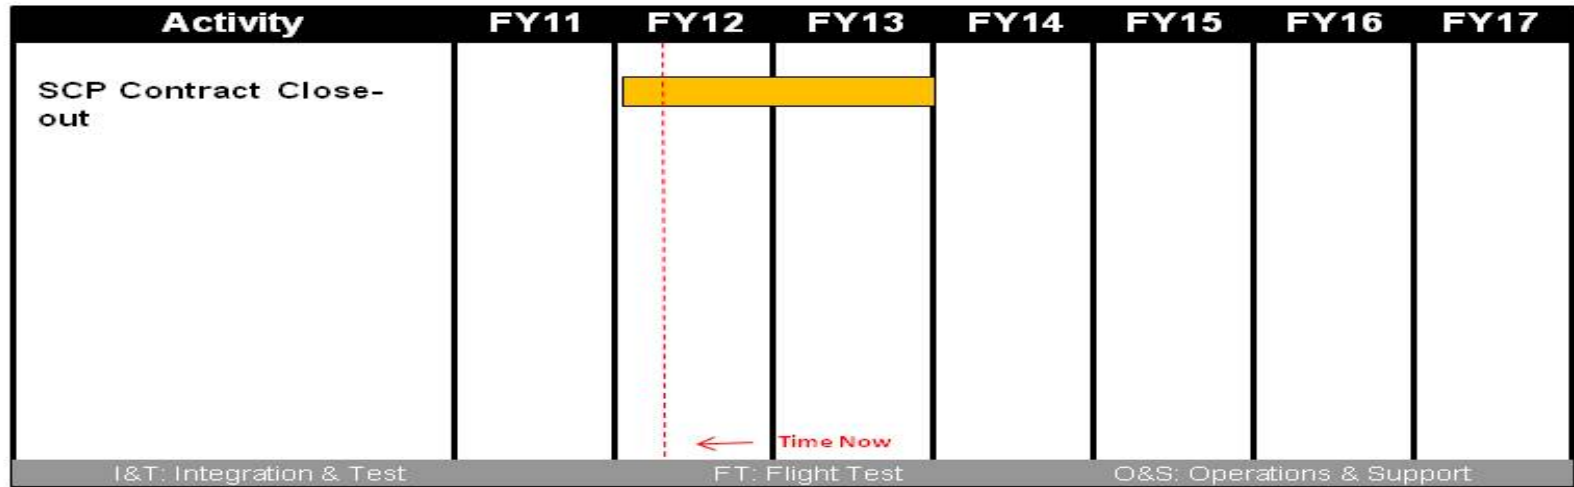 Activity FY11 FY12 FY13 FY14 FY15 FY16 FY17
SCP Contract Close-
out
Time Now
I&T: Integration & Test FT: Flight Test O&S: Operations & Support